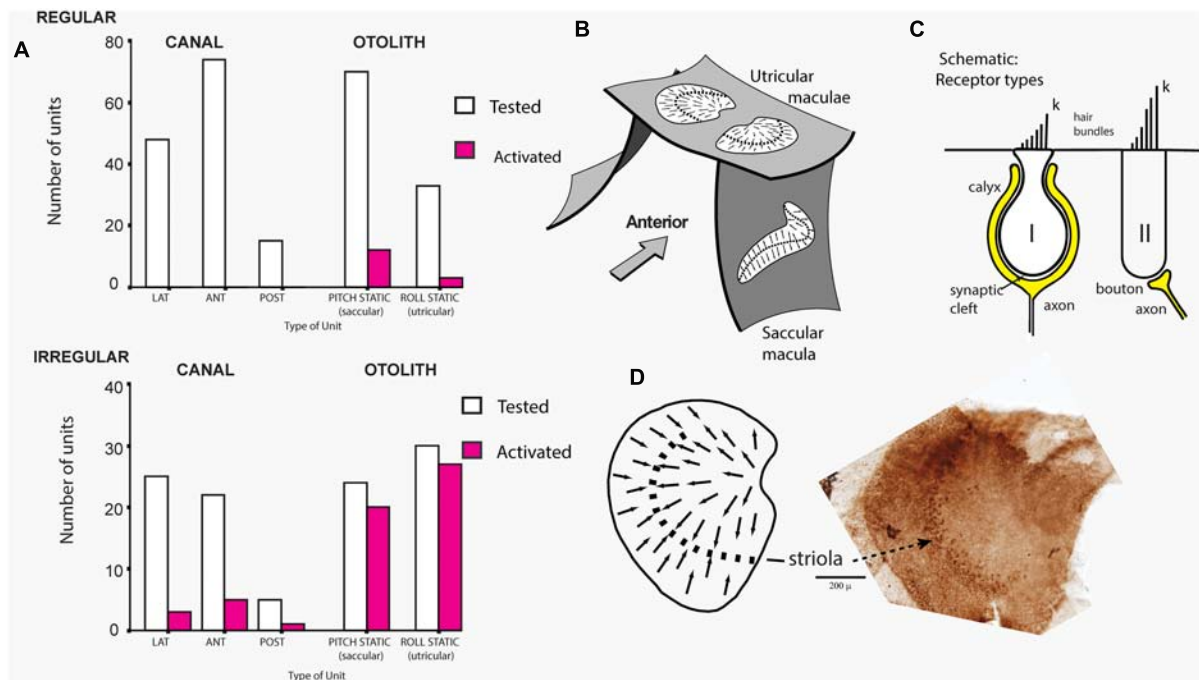 A
REGULAR
CANAL
OTOLITH
80
60
40
20
0
Number of units
Tested
Activated
LAT
ANT
POST
PITCH STATIC
(saccular)
ROLL STATIC
(utricular)
Type of Unit
IRREGULAR
CANAL
OTOLITH
40
30
20
10
0
Number of units
Tested
Activated
LAT
ANT
POST
PITCH STATIC
(saccular)
ROLL STATIC
(utricular)
Type of Unit
B
Utricular
maculae
Anterior
Saccular
macula
C
Schematic:
Receptor types
k
hair
bundles
k
calyx
I
II
synaptic
cleft
axon
bouton
axon
D
striola
200 μ